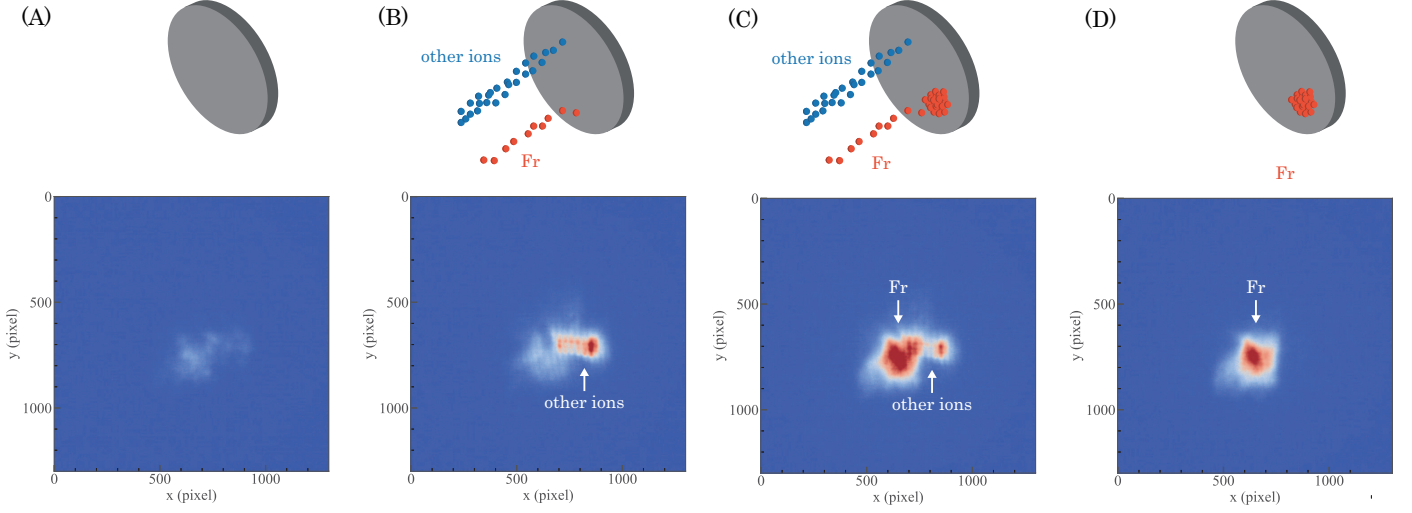 (A)
(B)
(C)
(D)
other ions
Fr
other ions
Fr
Fr
0
500
1000
y (pixel)
0
500
1000
x (pixel)
0
500
1000
y (pixel)
other ions
0
500
1000
x (pixel)
0
500
1000
y (pixel)
Fr
other ions
0
500
1000
x (pixel)
0
500
1000
y (pixel)
Fr
0
500
1000
x (pixel)